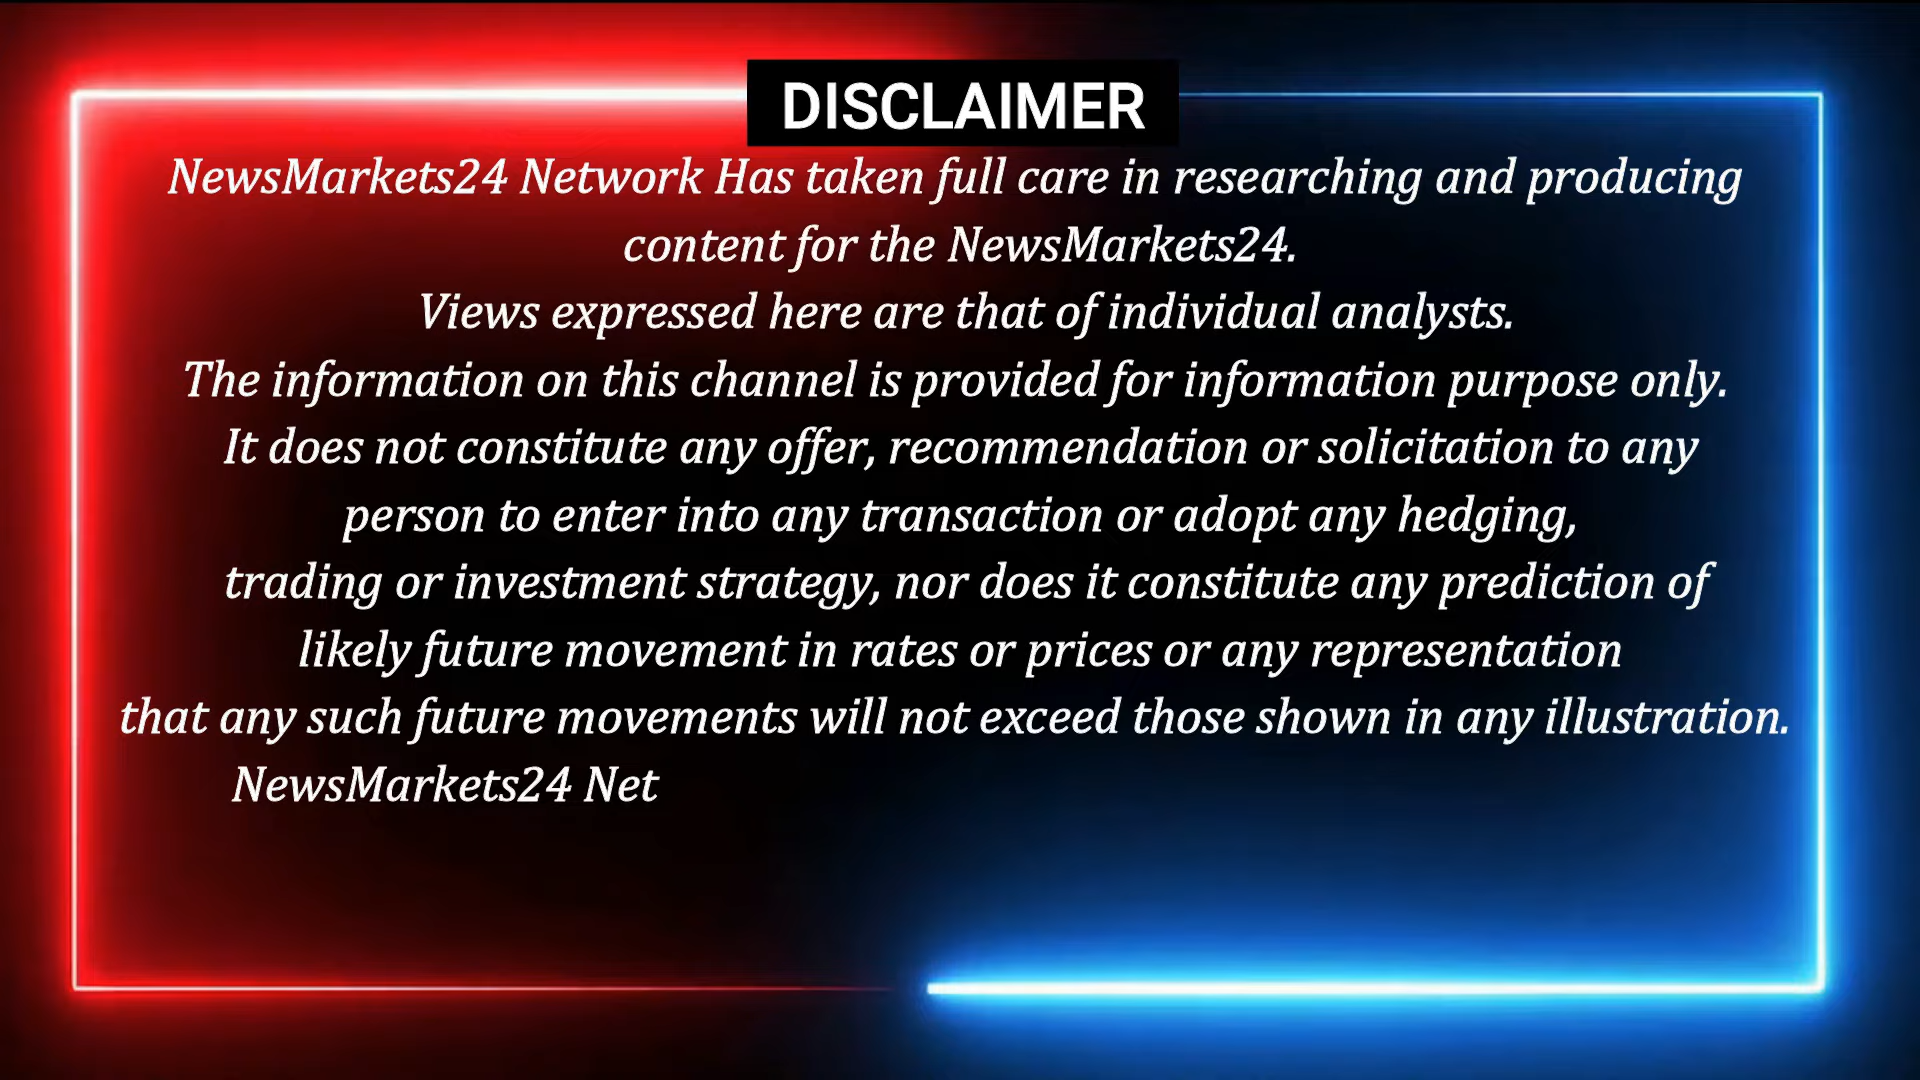 DISCLAIMER
NewsMarkets24 Network Has taken full care in researching and producing
content for the NewsMarkets24.
Views expressed here are that of individual analysts.
The information on this channel is provided for information purpose only.
It does not constitute any offer, recommendation or solicitation to any
person to enter into any transaction or adopt any hedging,
trading or investment strategy, nor does it constitute any prediction of
likely future movement in rates or prices or any representation
that any such future movements will not exceed those shown in any illustration.
NewsMarkets24 Net